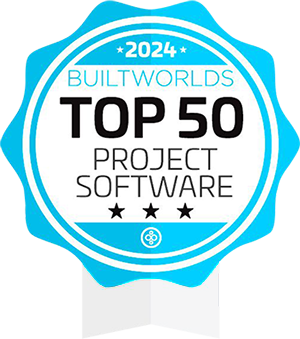 ★ 2024 ★
BUILTWORLDS
TOP 50
PROJECT
SOFTWARE
★ ★ ★